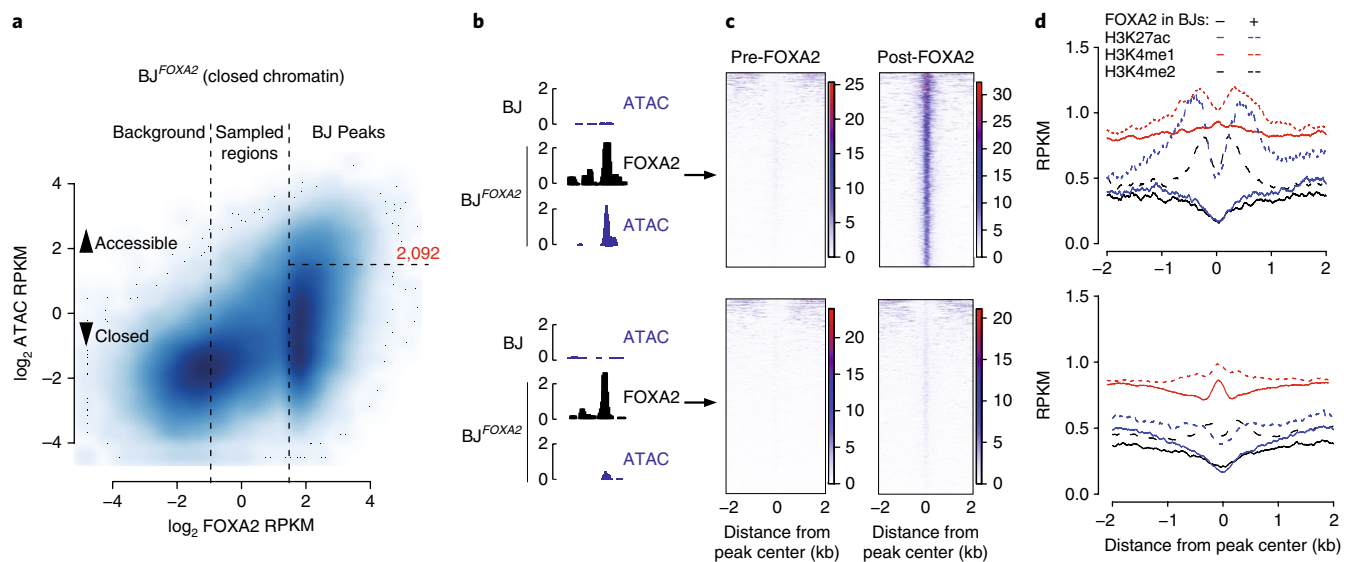 a
BJFOXA2 (closed chromatin)
Background
Sampled
regions
BJ Peaks
4
2
0
−2
−4
Accessible
Closed
2,092
log2 ATAC RPKM
−4
−2
0
2
4
log2 FOXA2 RPKM
b
BJ
2
0
ATAC
BJFOXA2
2
0
FOXA2
2
0
ATAC
BJ
2
0
ATAC
BJFOXA2
2
0
FOXA2
2
0
ATAC
c
Pre-FOXA2
25
20
15
10
5
0
Post-FOXA2
30
25
20
15
10
5
0
20
15
10
5
0
20
15
10
5
0
−2
0
2
Distance from
peak center (kb)
−2
0
2
Distance from
peak center (kb)
d
FOXA2 in BJs: − +
H3K27ac
H3K4me1
H3K4me2
1.5
1.0
0.5
0.0
RPKM
−2
−1
0
1
2
1.5
1.0
0.5
0.0
RPKM
−2
−1
0
1
2
Distance from peak center (kb)